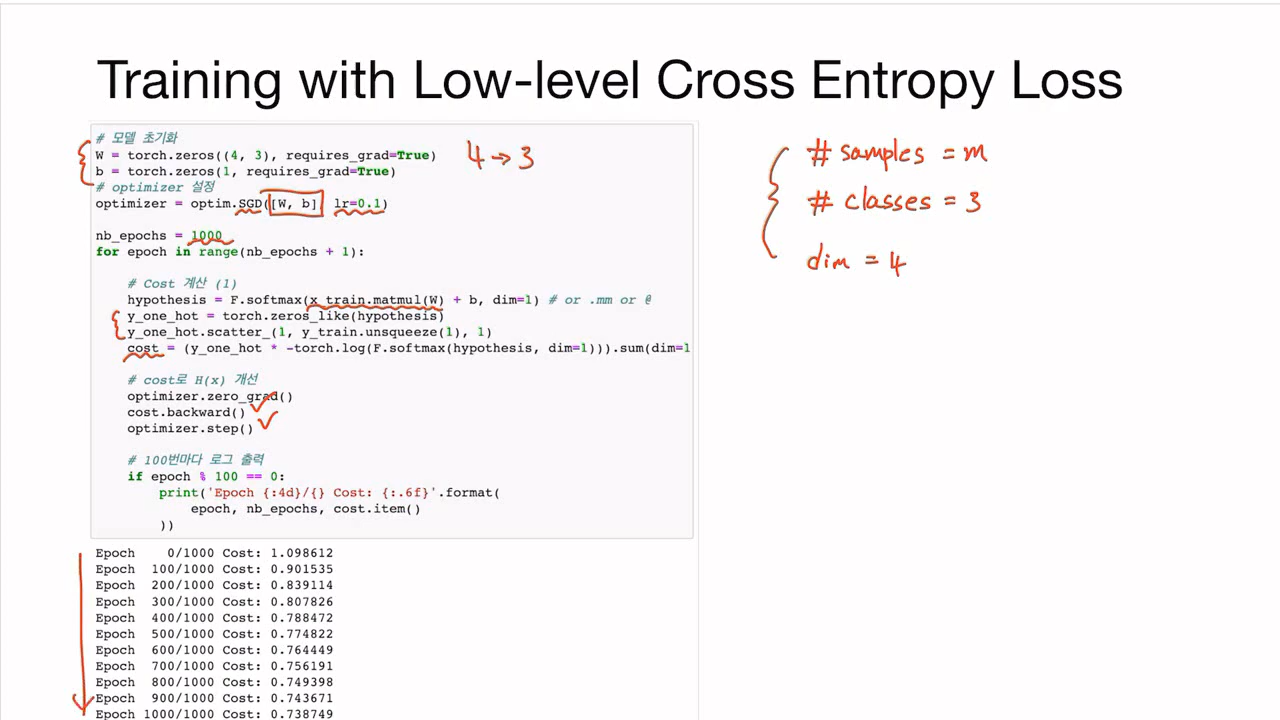 Training with Low-level Cross Entropy Loss
# 모델 초기화
W = torch.zeros((4, 3), requires_grad=True)
b = torch.zeros(1, requires_grad=True)
# optimizer 설정
optimizer = optim.SGD([W, b], lr=0.1)
nb_epochs = 1000
for epoch in range(nb_epochs + 1):
# Cost 계산 (1)
hypothesis = F.softmax(x_train.matmul(W) + b, dim=1) # or .mm or @
y_one_hot = torch.zeros_like(hypothesis)
y_one_hot.scatter_(1, y_train.unsqueeze(1), 1)
cost = (y_one_hot * -torch.log(F.softmax(hypothesis, dim=1))).sum(dim=1
# cost로 H(x) 개선
optimizer.zero_grad()
cost.backward()
optimizer.step()
# 100번마다 로그 출력
if epoch % 100 == 0:
print('Epoch {:4d}/{} Cost: {:.6f}'.format(
epoch, nb_epochs, cost.item()
))
Epoch    0/1000 Cost: 1.098612
Epoch  100/1000 Cost: 0.901535
Epoch  200/1000 Cost: 0.839114
Epoch  300/1000 Cost: 0.807826
Epoch  400/1000 Cost: 0.788472
Epoch  500/1000 Cost: 0.774822
Epoch  600/1000 Cost: 0.764449
Epoch  700/1000 Cost: 0.756191
Epoch  800/1000 Cost: 0.749398
Epoch  900/1000 Cost: 0.743671
Epoch 1000/1000 Cost: 0.738749
4 → 3
# samples = m
# classes = 3
dim = 4